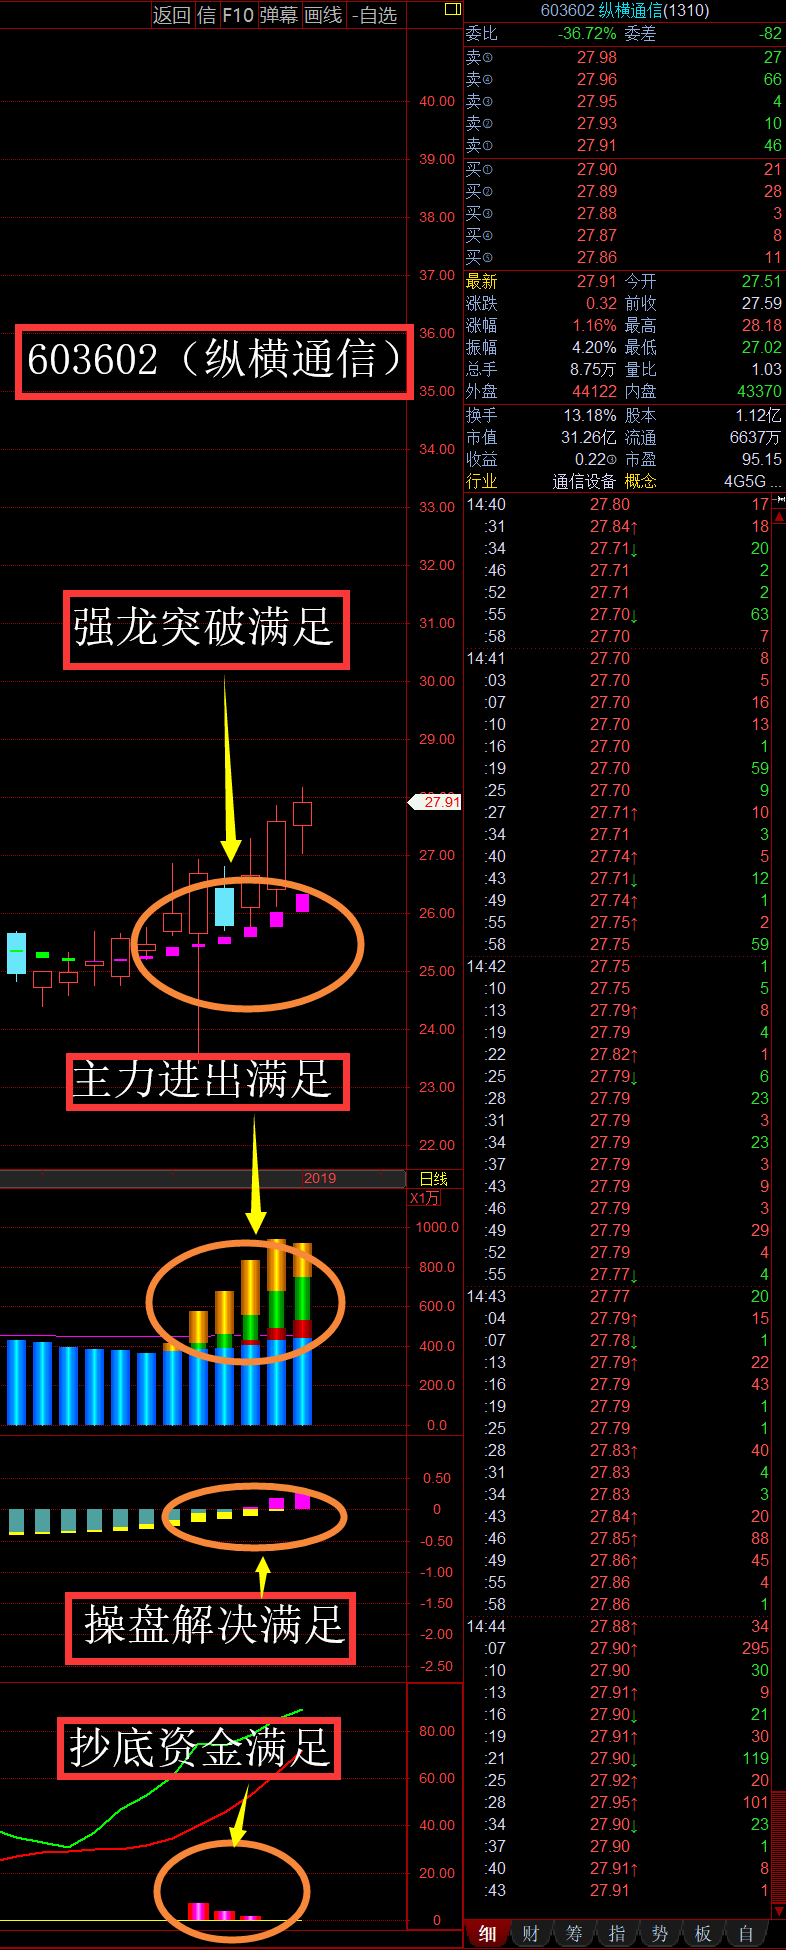 返回 信 F10 弹幕 画线 -自选
603602 纵横通信(1310)
委比 -36.72% 委差 -82
卖⑤ 27.98 27
卖④ 27.96 66
卖③ 27.95 4
卖② 27.93 10
卖① 27.91 46
买① 27.90 21
买② 27.89 28
买③ 27.88 3
买④ 27.87 8
买⑤ 27.86 11
最新 27.91 今开 27.51
涨跌 0.32 前收 27.59
涨幅 1.16% 最高 28.18
振幅 4.20% 最低 27.02
总手 8.75万 量比 1.03
外盘 44122 内盘 43370
换手 13.18% 股本 1.12亿
市值 31.26亿 流通 6637万
收益 0.22③ 市盈 95.15
行业 通信设备 概念 4G5G ...
14:40 27.80 17
:31 27.84↑ 18
:34 27.71↓ 20
:46 27.71 2
:52 27.71 2
:55 27.70↓ 63
:58 27.70 7
14:41 27.70 8
:03 27.70 5
:07 27.70 16
:10 27.70 13
:16 27.70 1
:19 27.70 59
:25 27.70 9
:27 27.71↑ 10
:34 27.71 3
:40 27.74↑ 5
:43 27.71↓ 12
:49 27.74↑ 1
:55 27.75↑ 2
:58 27.75 59
14:42 27.75 1
:10 27.75 5
:13 27.79↑ 8
:19 27.79 4
:22 27.82↑ 1
:25 27.79↓ 6
:28 27.79 23
:31 27.79 3
:34 27.79 23
:37 27.79 3
:43 27.79 9
:46 27.79 3
:49 27.79 29
:52 27.79 4
:55 27.77↓ 4
14:43 27.77 20
:04 27.79↑ 15
:07 27.78↓ 1
:13 27.79↑ 22
:16 27.79 43
:19 27.79 1
:25 27.79 1
:28 27.83↑ 40
:31 27.83 4
:34 27.83 3
:43 27.84↑ 20
:46 27.85↑ 88
:49 27.86↑ 45
:55 27.86 4
:58 27.86 1
14:44 27.88↑ 34
:07 27.90↑ 295
:10 27.90 30
:13 27.91↑ 9
:16 27.90↓ 21
:19 27.91↑ 30
:21 27.90↓ 119
:25 27.92↑ 20
:28 27.95↑ 101
:34 27.90↓ 23
:37 27.90 1
:40 27.91↑ 8
:43 27.91 1
细 财 筹 指 势 板 自
40.00
39.00
38.00
37.00
36.00
603602（纵横通信）
35.00
34.00
33.00
32.00
31.00
强龙突破满足
30.00
29.00
27.91
27.00
26.00
25.00
24.00
23.00
主力进出满足
22.00
2019 日线
X1万
1000.0
800.0
600.0
400.0
200.0
0.0
0.50
0
-0.50
-1.00
-1.50
操盘解决满足
-2.00
-2.50
80.00
抄底资金满足
60.00
40.00
20.00
0